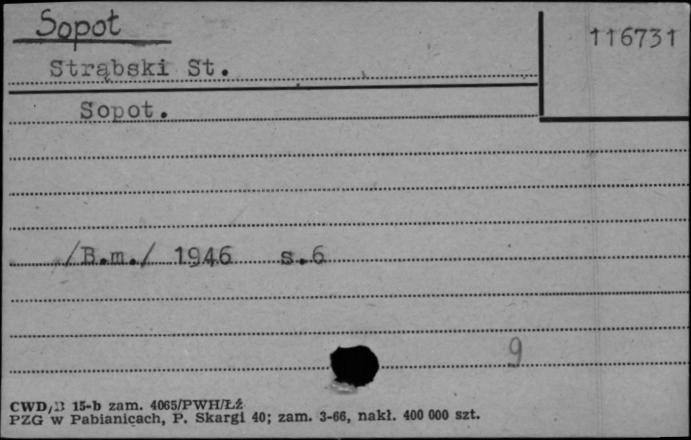 Sopot
116731
Strąbski St.
Sopot.
/B.m./ 1946 s.6
9
CWD/B 15-b zam. 4065/PWH/Łź
PZG w Pabianicach, P. Skargi 40; zam. 3-66, nakł. 400 000 szt.